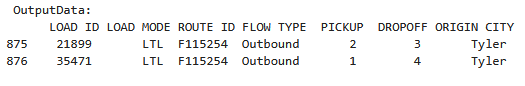 OutputData:
LOAD ID LOAD MODE ROUTE ID FLOW TYPE PICKUP DROPOFF ORIGIN CITY
875 21899 LTL F115254 Outbound 2 3 Tyler
876 35471 LTL F115254 Outbound 1 4 Tyler